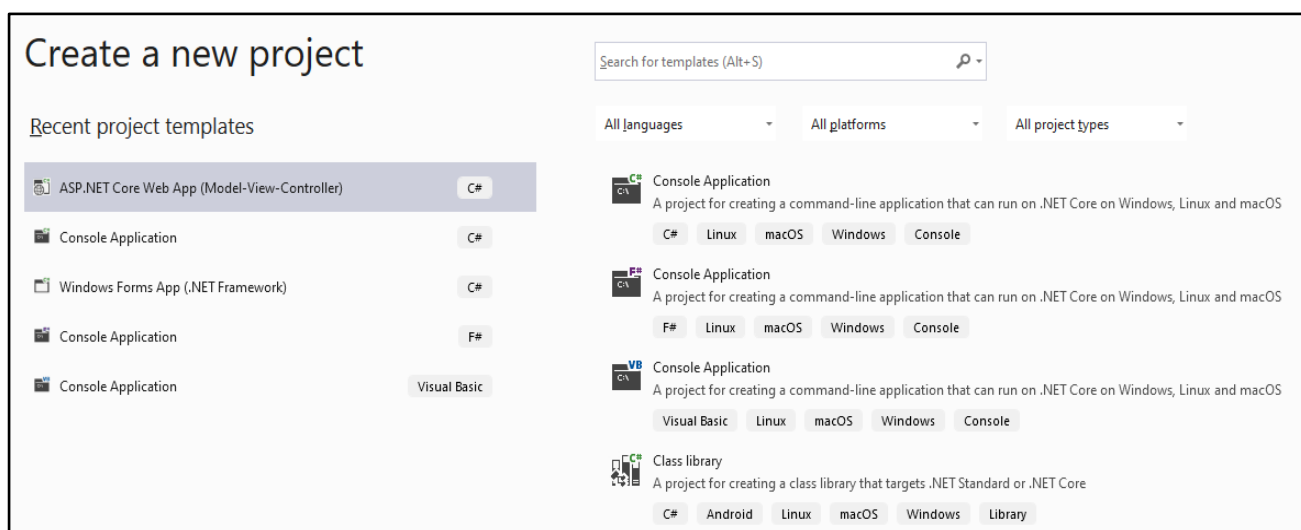 Create a new project
Search for templates (Alt+S)
Recent project templates
All languages
All platforms
All project types
ASP.NET Core Web App (Model-View-Controller)
C#
Console Application
C#
Windows Forms App (.NET Framework)
C#
Console Application
F#
Console Application
Visual Basic
C#
C:\
Console Application
A project for creating a command-line application that can run on .NET Core on Windows, Linux and macOS
C# Linux macOS Windows Console
F#
C:\
Console Application
A project for creating a command-line application that can run on .NET Core on Windows, Linux and macOS
F# Linux macOS Windows Console
VB
C:\
Console Application
A project for creating a command-line application that can run on .NET Core on Windows, Linux and macOS
Visual Basic Linux macOS Windows Console
C#
Class library
A project for creating a class library that targets .NET Standard or .NET Core
C# Android Linux macOS Windows Library